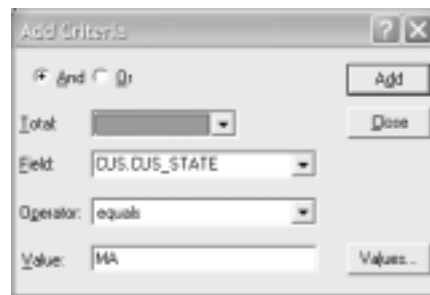 Add Criteria
And Or
Add
Total:
Close
Field: CUS.CUS_STATE
Operator: equals
Value: MA
Values...